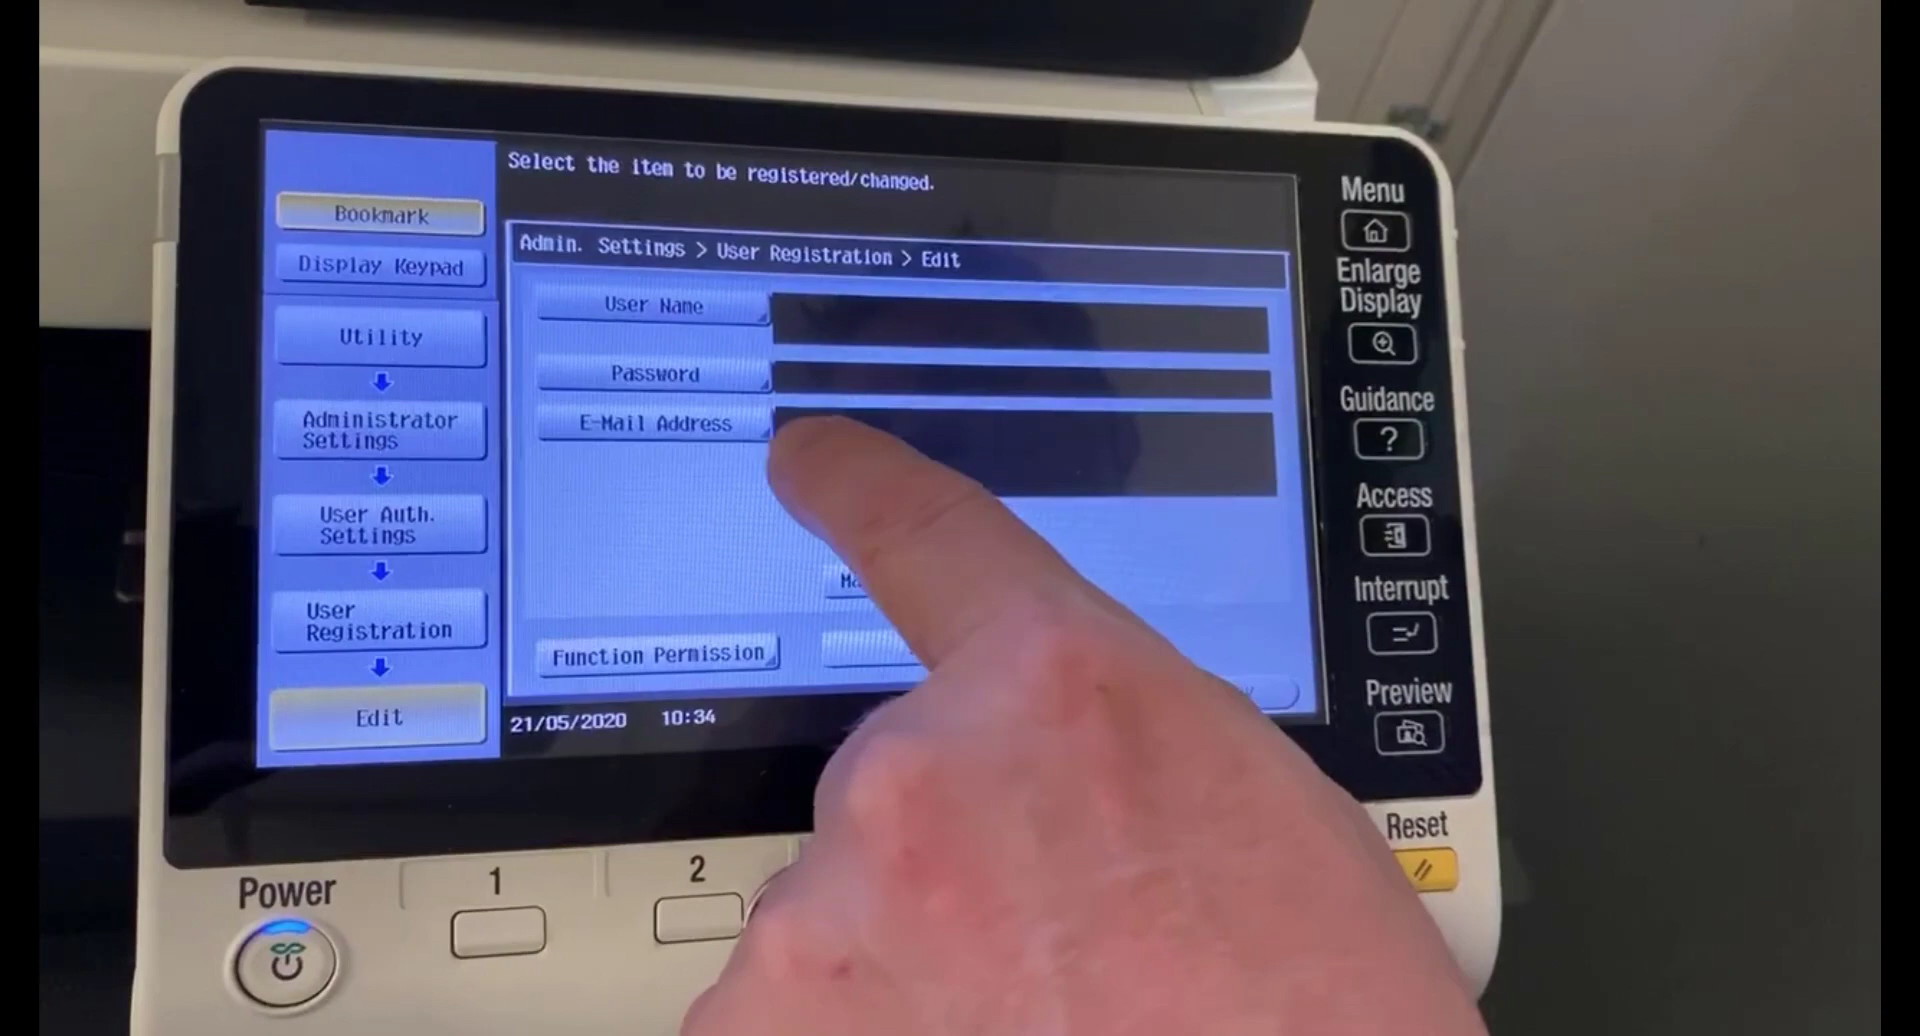 Select the item to be registered/changed.
Bookmark
Display Keypad
Utility
Administrator
Settings
User Auth.
Settings
User
Registration
Edit
Admin. Settings > User Registration > Edit
User Name
Password
E-Mail Address
Function Permission
21/05/2020 10:34
Menu
Enlarge
Display
Guidance
?
Access
Interrupt
Preview
Reset
Power
1
2